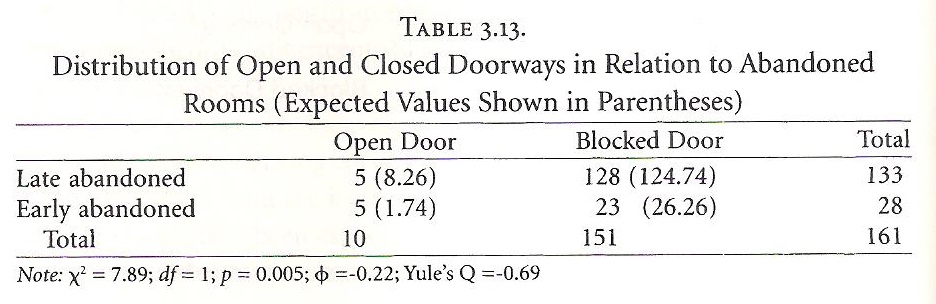 TABLE 3.13.
Distribution of Open and Closed Doorways in Relation to Abandoned
Rooms (Expected Values Shown in Parentheses)
Open Door Blocked Door Total
Late abandoned 5 (8.26) 128 (124.74) 133
Early abandoned 5 (1.74) 23 (26.26) 28
Total 10 151 161
Note: χ² = 7.89; df = 1; p = 0.005; ϕ =-0.22; Yule's Q =-0.69